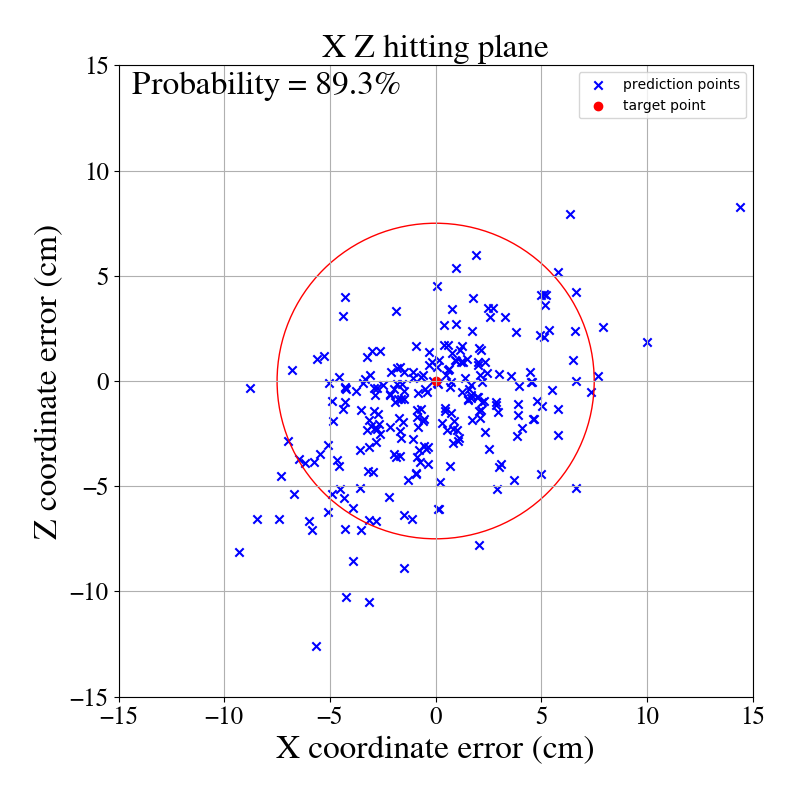 X Z hitting plane
Probability = 89.3%
prediction points
target point
15
10
5
0
−5
−10
−15
Z coordinate error (cm)
−15
−10
−5
0
5
10
15
X coordinate error (cm)